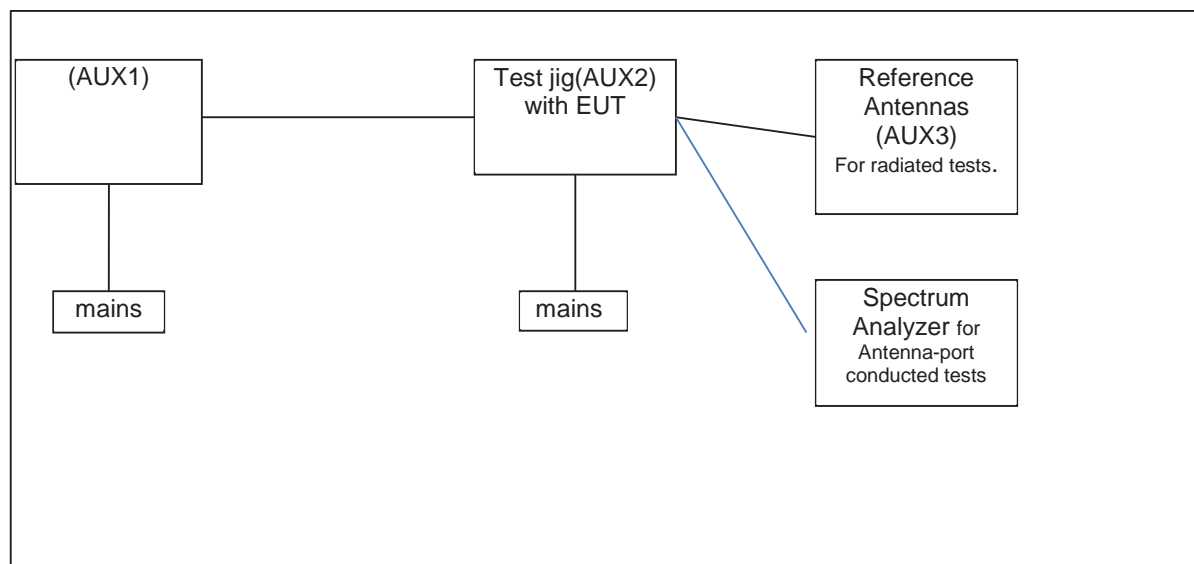 (AUX1)
Test jig(AUX2)
with EUT
Reference
Antennas
(AUX3)
For radiated tests.
mains
mains
Spectrum
Analyzer for
Antenna-port
conducted tests